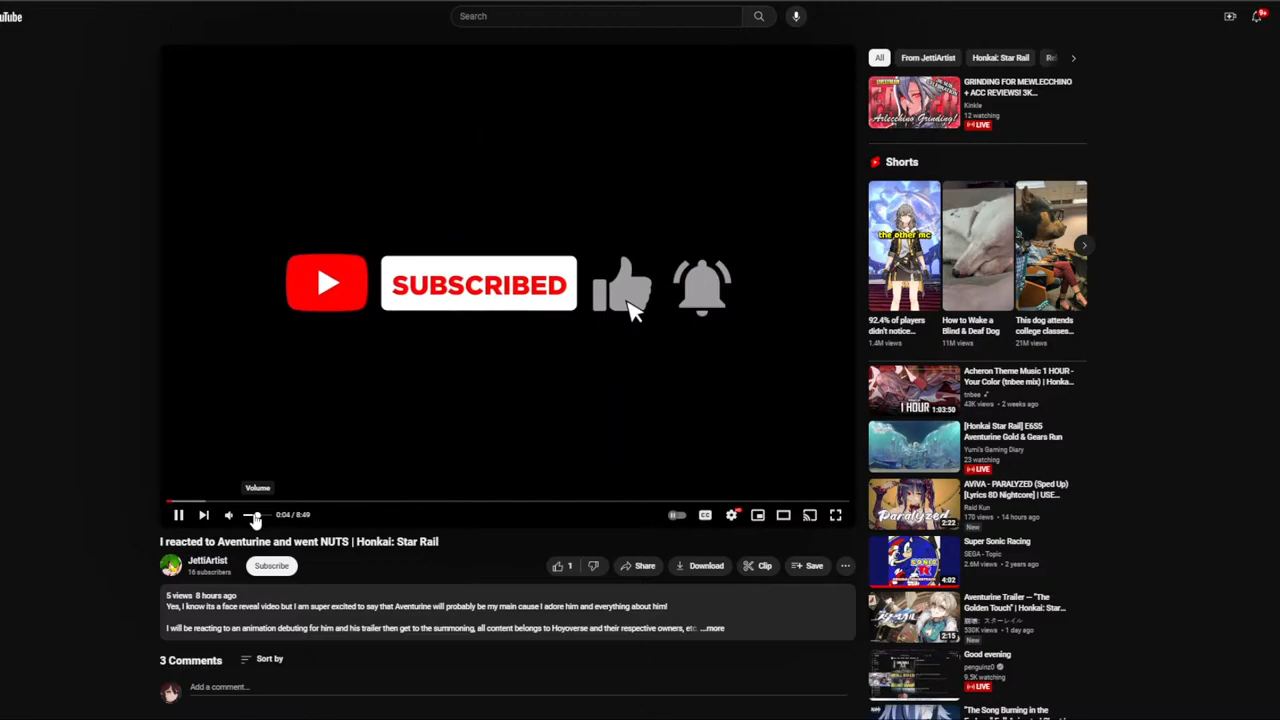 uTube
Search
9+
SUBSCRIBED
Volume
0:04 / 8:49
CC
I reacted to Aventurine and went NUTS | Honkai: Star Rail
JettiArtist
16 subscribers
Subscribe
1
Share
Download
Clip
Save
5 views 8 hours ago
Yes, I know its a face reveal video but I am super excited to say that Aventurine will probably be my main cause I adore him and everything about him!
I will be reacting to an animation debuting for him and his trailer then get to the summoning, all content belongs to Hoyoverse and their respective owners, etc. ...more
3 Comments
Sort by
Add a comment...
All
From JettiArtist
Honkai: Star Rail
Arlecchino Grinding!
GRINDING FOR MEWLECCHINO
+ ACC REVIEWS! 3K...
Kinkle
12 watching
LIVE
Shorts
the other mc
92.4% of players
didn't notice...
1.4M views
How to Wake a
Blind & Deaf Dog
11M views
This dog attends
college classes...
21M views
1 HOUR
1:03:50
Acheron Theme Music 1 HOUR -
Your Color (tnbee mix) | Honka...
tnbee
43K views • 2 weeks ago
[Honkai Star Rail] E6S5
Aventurine Gold & Gears Run
Yumi's Gaming Diary
23 watching
LIVE
Paralyzed
2:22
AViVA - PARALYZED (Sped Up)
[Lyrics 8D Nightcore] | USE...
Raid Kun
170 views • 14 hours ago
New
SONIC
4:02
Super Sonic Racing
SEGA - Topic
2.6M views • 2 years ago
2:15
Aventurine Trailer — "The
Golden Touch" | Honkai: Star...
崩壊：スターレイル
530K views • 1 day ago
New
Good evening
penguinz0
9.5K watching
LIVE
"The Song Burning in the